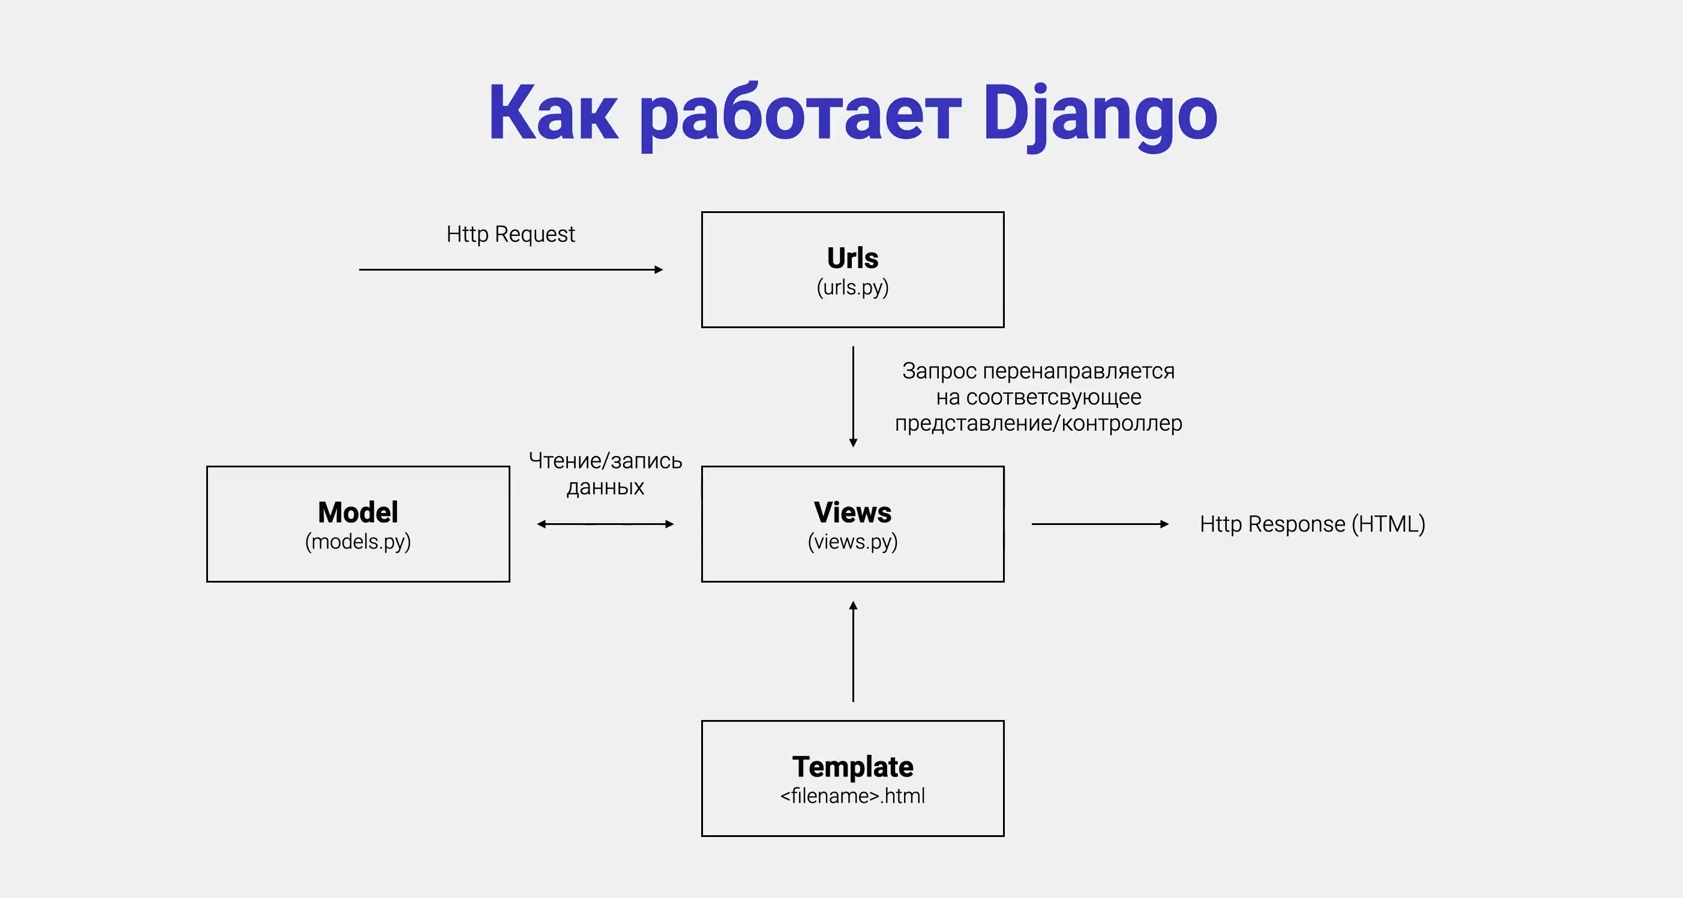 Как работает Django
Http Request
Urls
(urls.py)
Запрос перенаправляется
на соответсвующее
представление/контроллер
Чтение/запись
данных
Model
(models.py)
Views
(views.py)
Http Response (HTML)
Template
<filename>.html